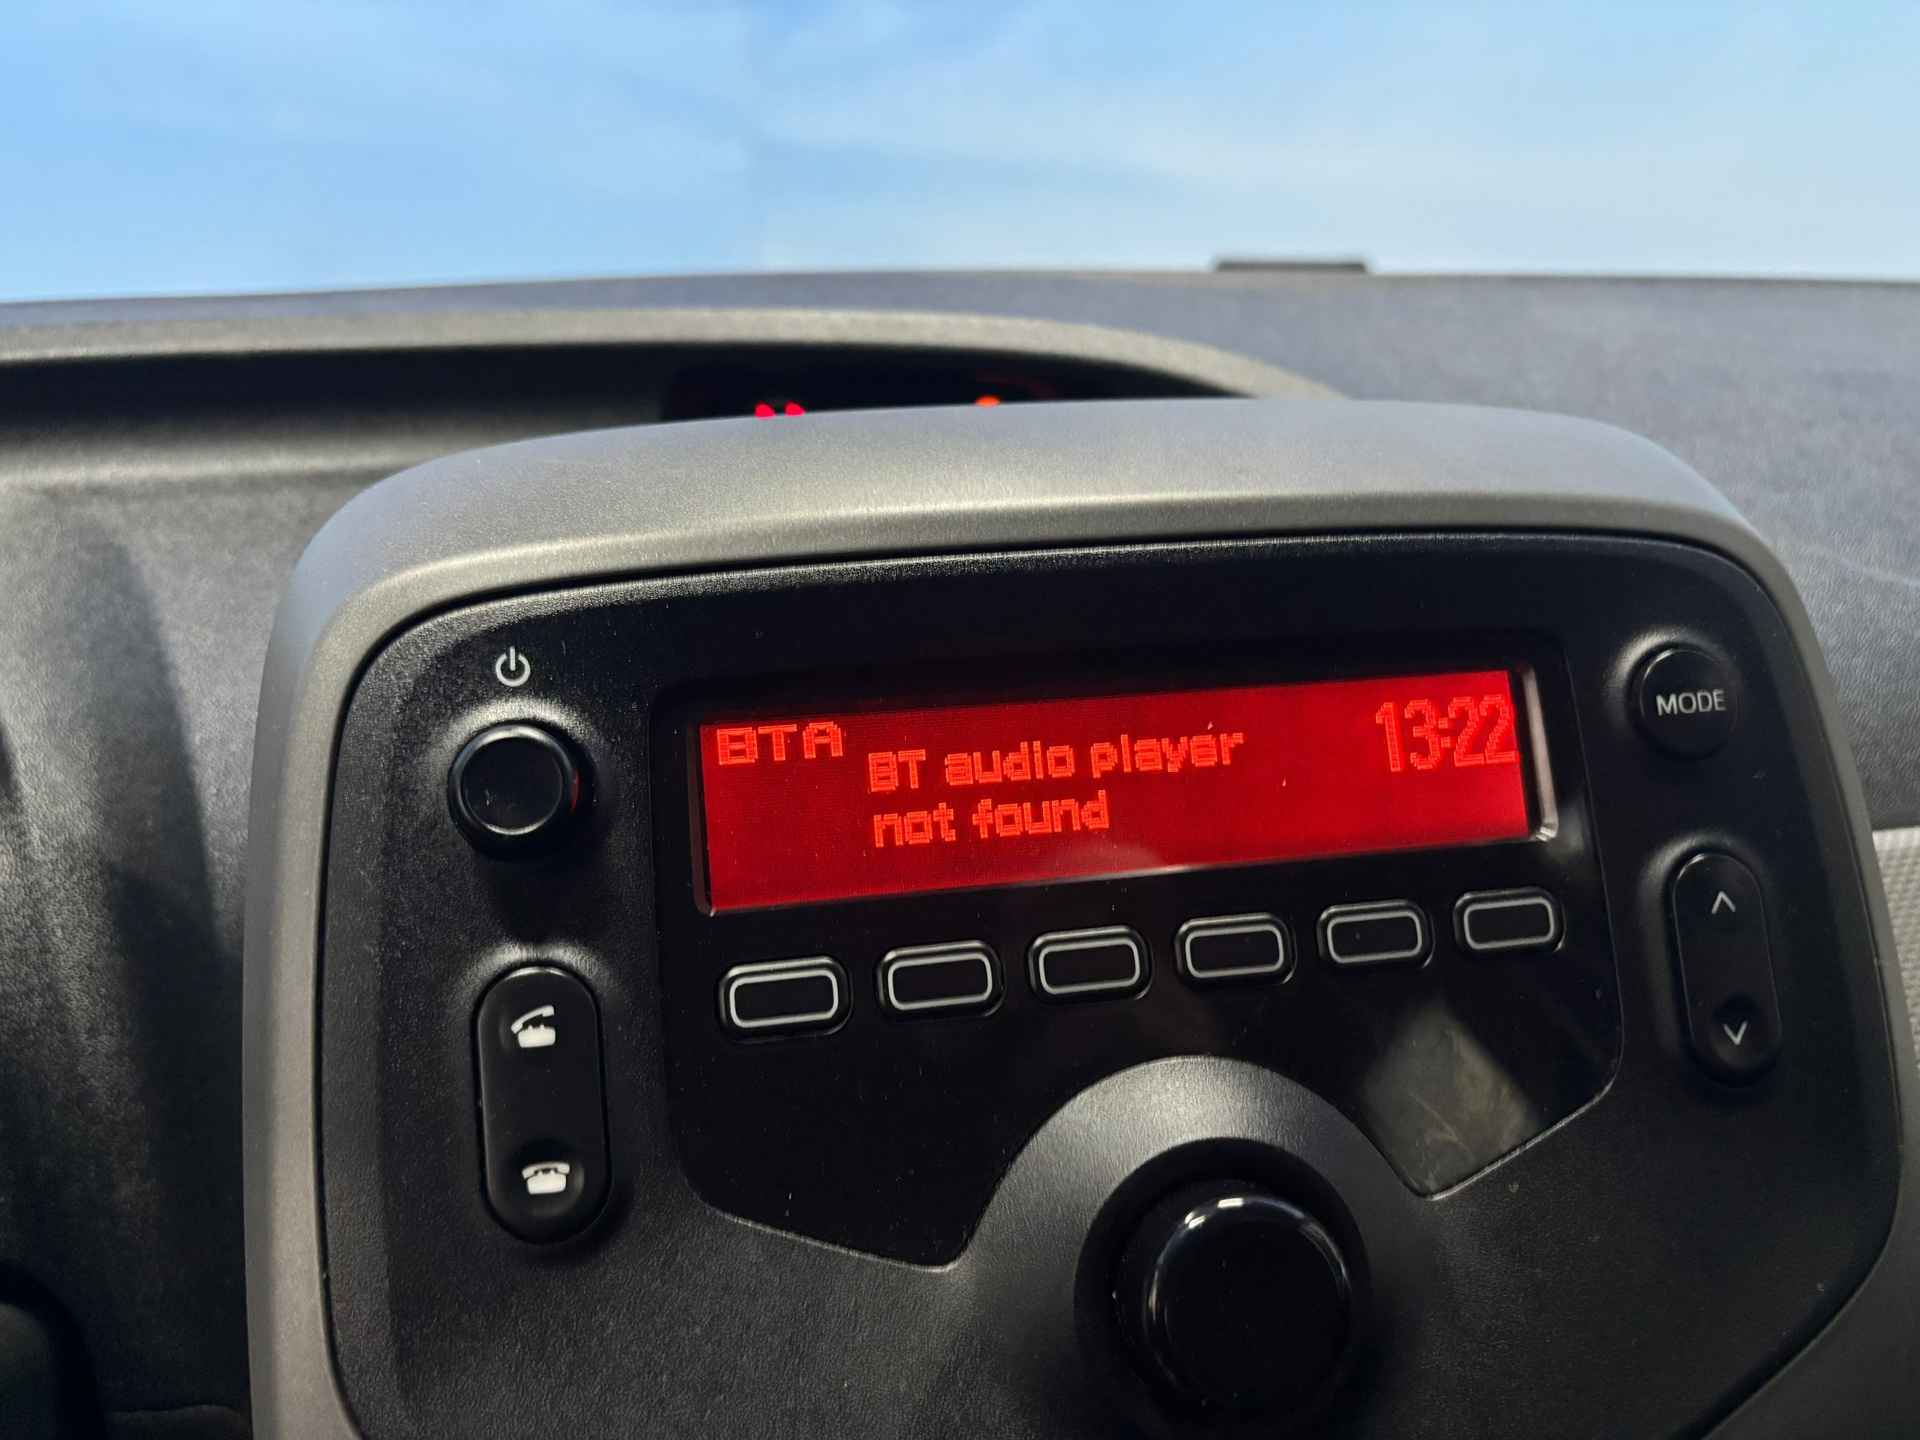 BTA
BT audio player
13:22
not found
MODE